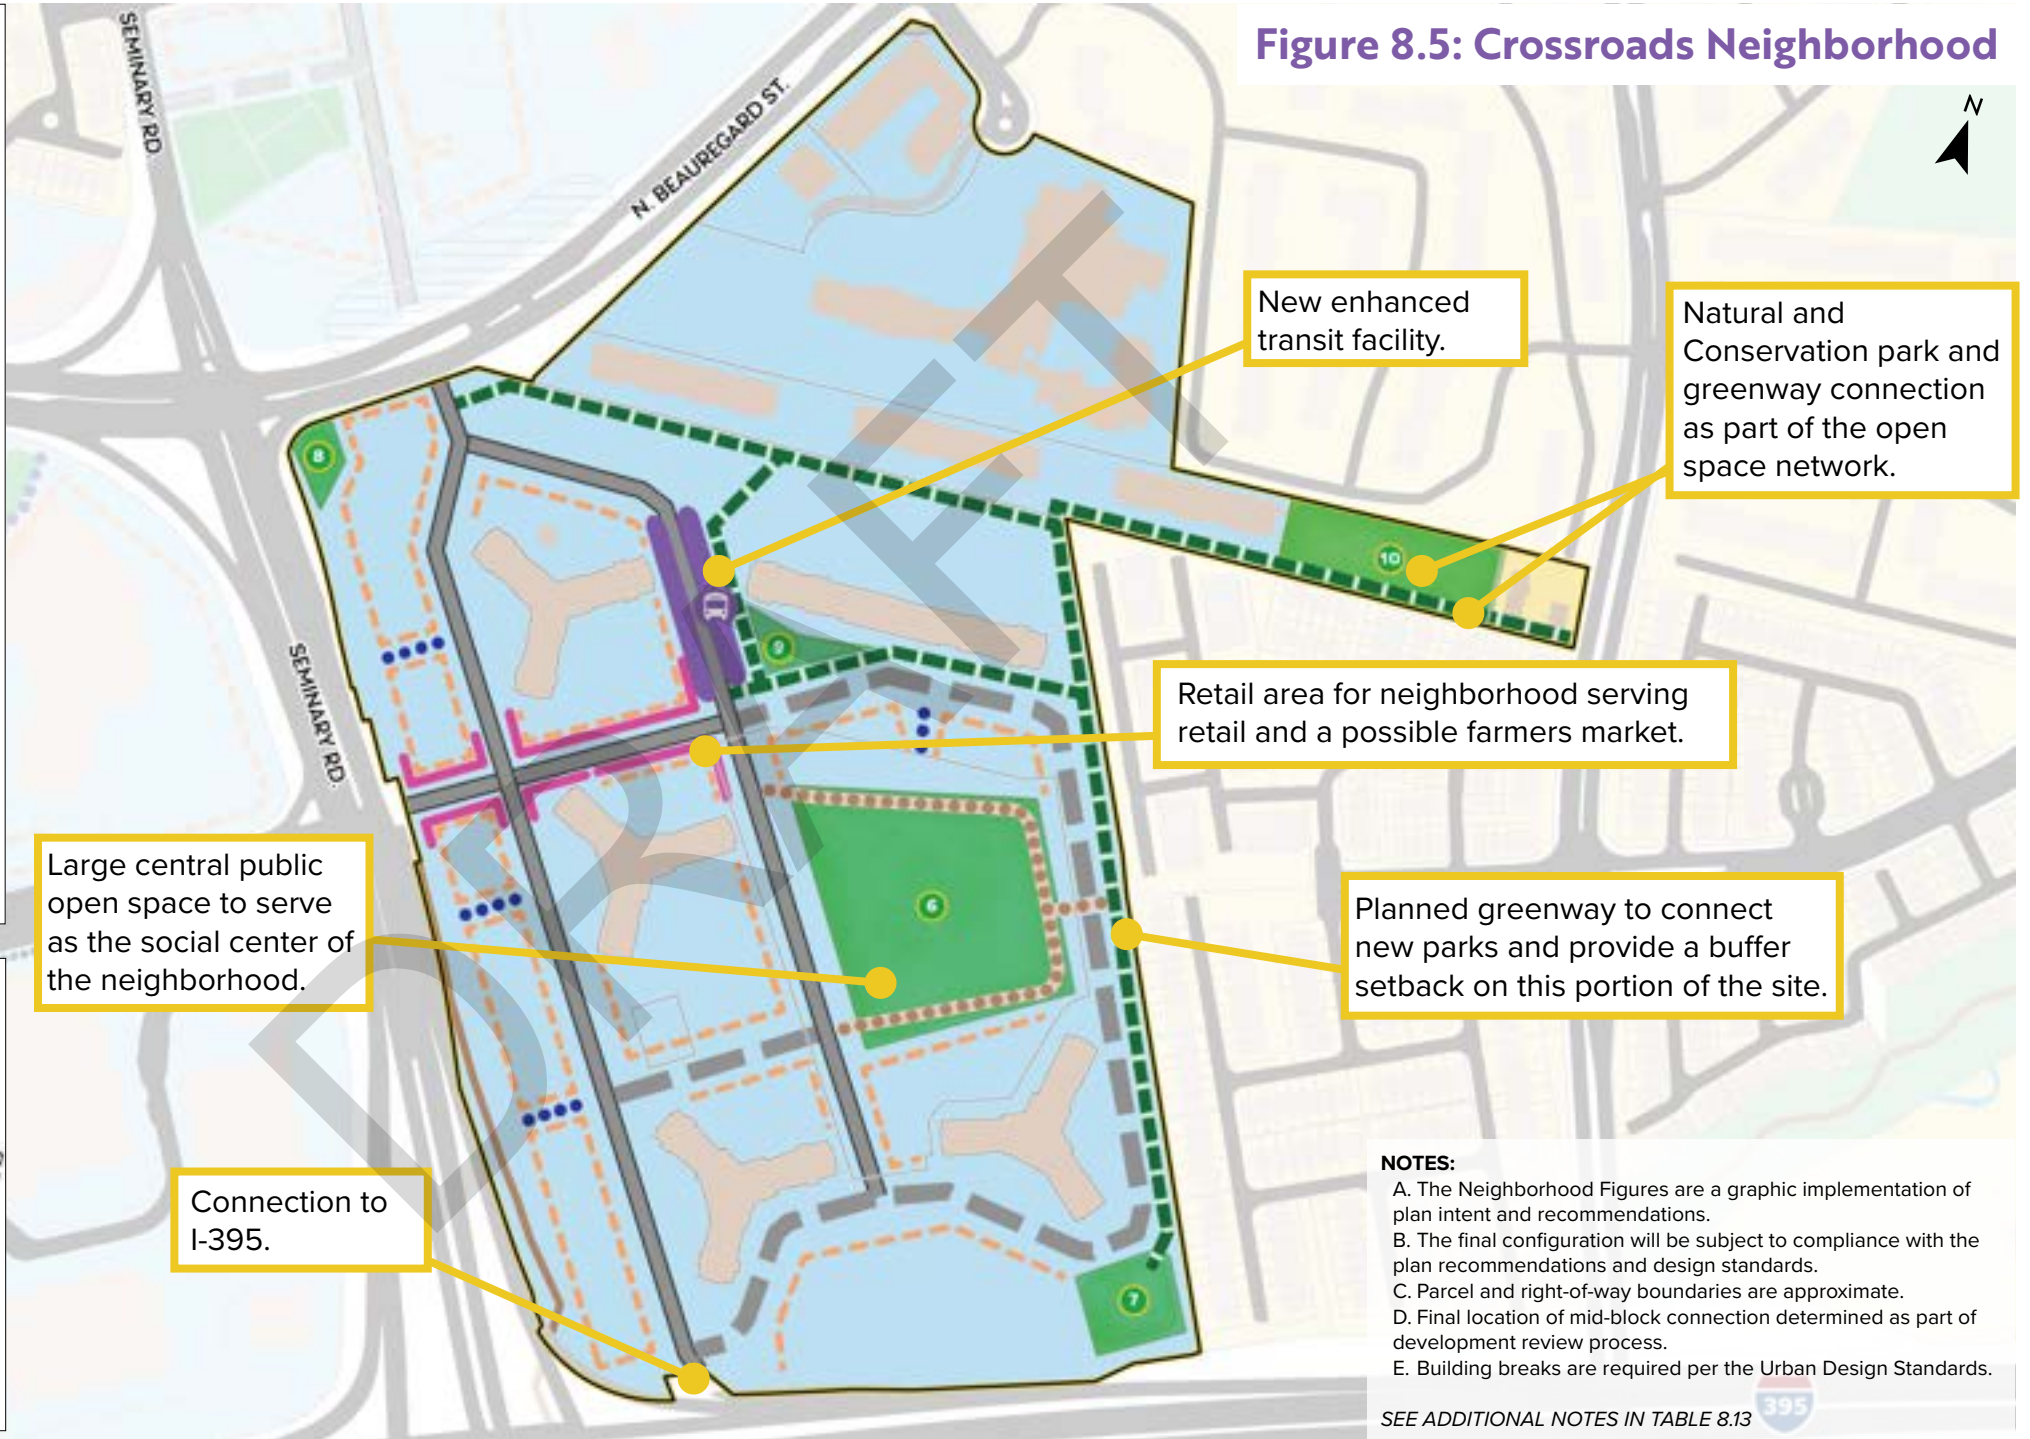 Figure 8.5: Crossroads Neighborhood
N
SEMINARY RD.
N. BEAUREGARD ST.
New enhanced
transit facility.
Natural and
Conservation park and
greenway connection
as part of the open
space network.
8
10
9
SEMINARY RD.
Retail area for neighborhood serving
retail and a possible farmers market.
Large central public
open space to serve
as the social center of
the neighborhood.
6
Planned greenway to connect
new parks and provide a buffer
setback on this portion of the site.
Connection to
I-395.
7
DRAFT
NOTES:
A. The Neighborhood Figures are a graphic implementation of
plan intent and recommendations.
B. The final configuration will be subject to compliance with the
plan recommendations and design standards.
C. Parcel and right-of-way boundaries are approximate.
D. Final location of mid-block connection determined as part of
development review process.
E. Building breaks are required per the Urban Design Standards.
395
SEE ADDITIONAL NOTES IN TABLE 8.13